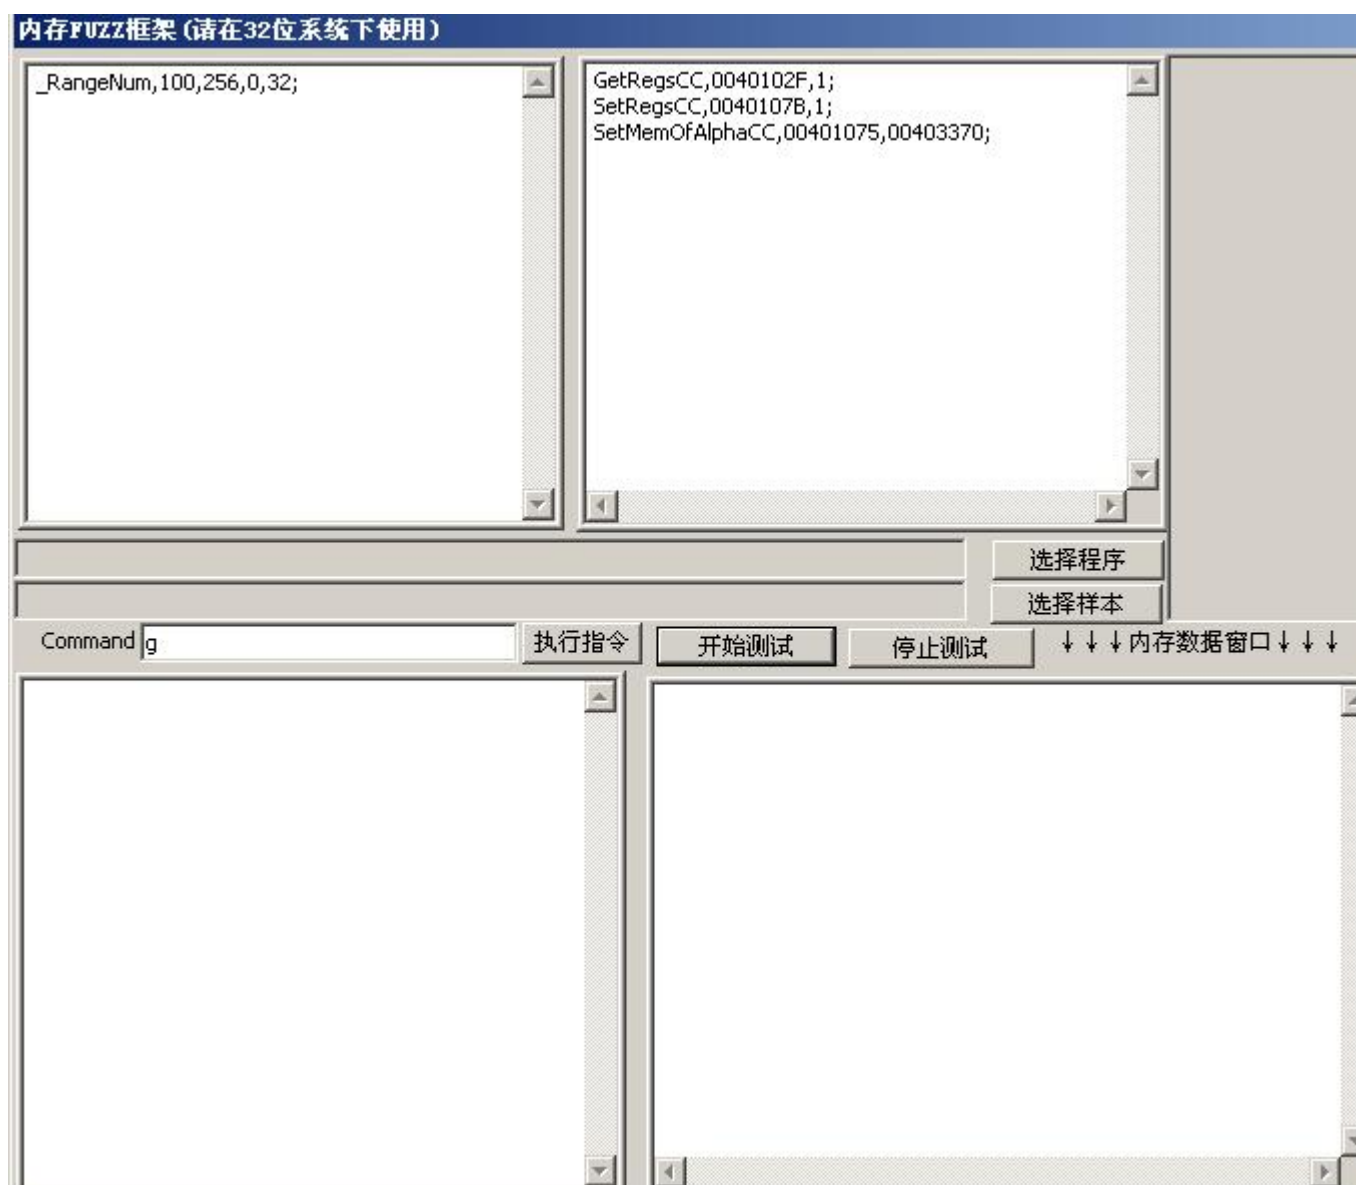 内存FUZZ框架(请在32位系统下使用)
_RangeNum,100,256,0,32;
GetRegsCC,0040102F,1;
SetRegsCC,0040107B,1;
SetMemOfAlphaCC,00401075,00403370;
选择程序
选择样本
Command g 执行指令 开始测试 停止测试 ↓↓↓内存数据窗口↓↓↓